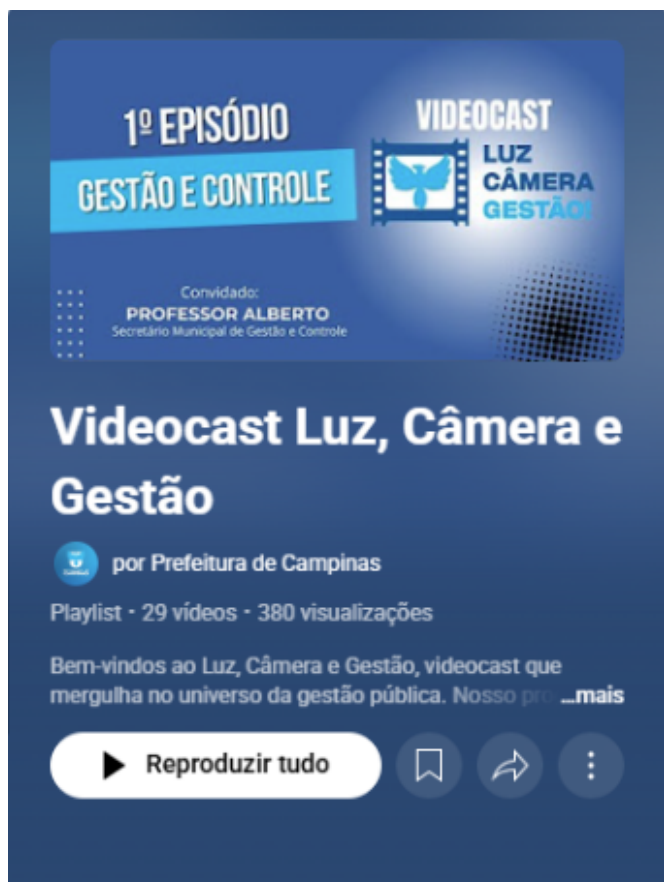 1º EPISÓDIO
GESTÃO E CONTROLE
Convidado:
PROFESSOR ALBERTO
Secretário Municipal de Gestão e Controle
VIDEOCAST
LUZ
CÂMERA
GESTÃO!
Videocast Luz, Câmera e
Gestão
por Prefeitura de Campinas
Playlist • 29 vídeos • 380 visualizações
Bem-vindos ao Luz, Câmera e Gestão, videocast que
mergulha no universo da gestão pública. Nosso ...mais
Reproduzir tudo